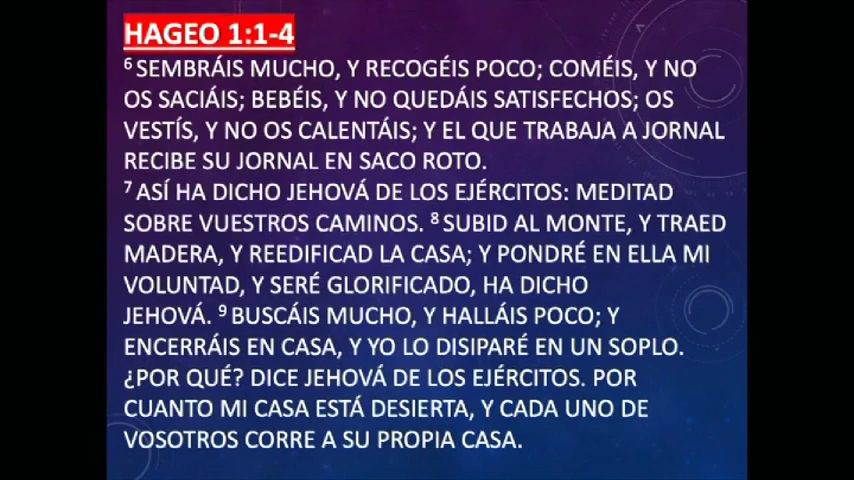 HAGEO 1:1-4
⁶ SEMBRÁIS MUCHO, Y RECOGÉIS POCO; COMÉIS, Y NO
OS SACIÁIS; BEBÉIS, Y NO QUEDÁIS SATISFECHOS; OS
VESTÍS, Y NO OS CALENTÁIS; Y EL QUE TRABAJA A JORNAL
RECIBE SU JORNAL EN SACO ROTO.
⁷ ASÍ HA DICHO JEHOVÁ DE LOS EJÉRCITOS: MEDITAD
SOBRE VUESTROS CAMINOS. ⁸ SUBID AL MONTE, Y TRAED
MADERA, Y REEDIFICAD LA CASA; Y PONDRÉ EN ELLA MI
VOLUNTAD, Y SERÉ GLORIFICADO, HA DICHO
JEHOVÁ. ⁹ BUSCÁIS MUCHO, Y HALLÁIS POCO; Y
ENCERRÁIS EN CASA, Y YO LO DISIPARÉ EN UN SOPLO.
¿POR QUÉ? DICE JEHOVÁ DE LOS EJÉRCITOS. POR
CUANTO MI CASA ESTÁ DESIERTA, Y CADA UNO DE
VOSOTROS CORRE A SU PROPIA CASA.